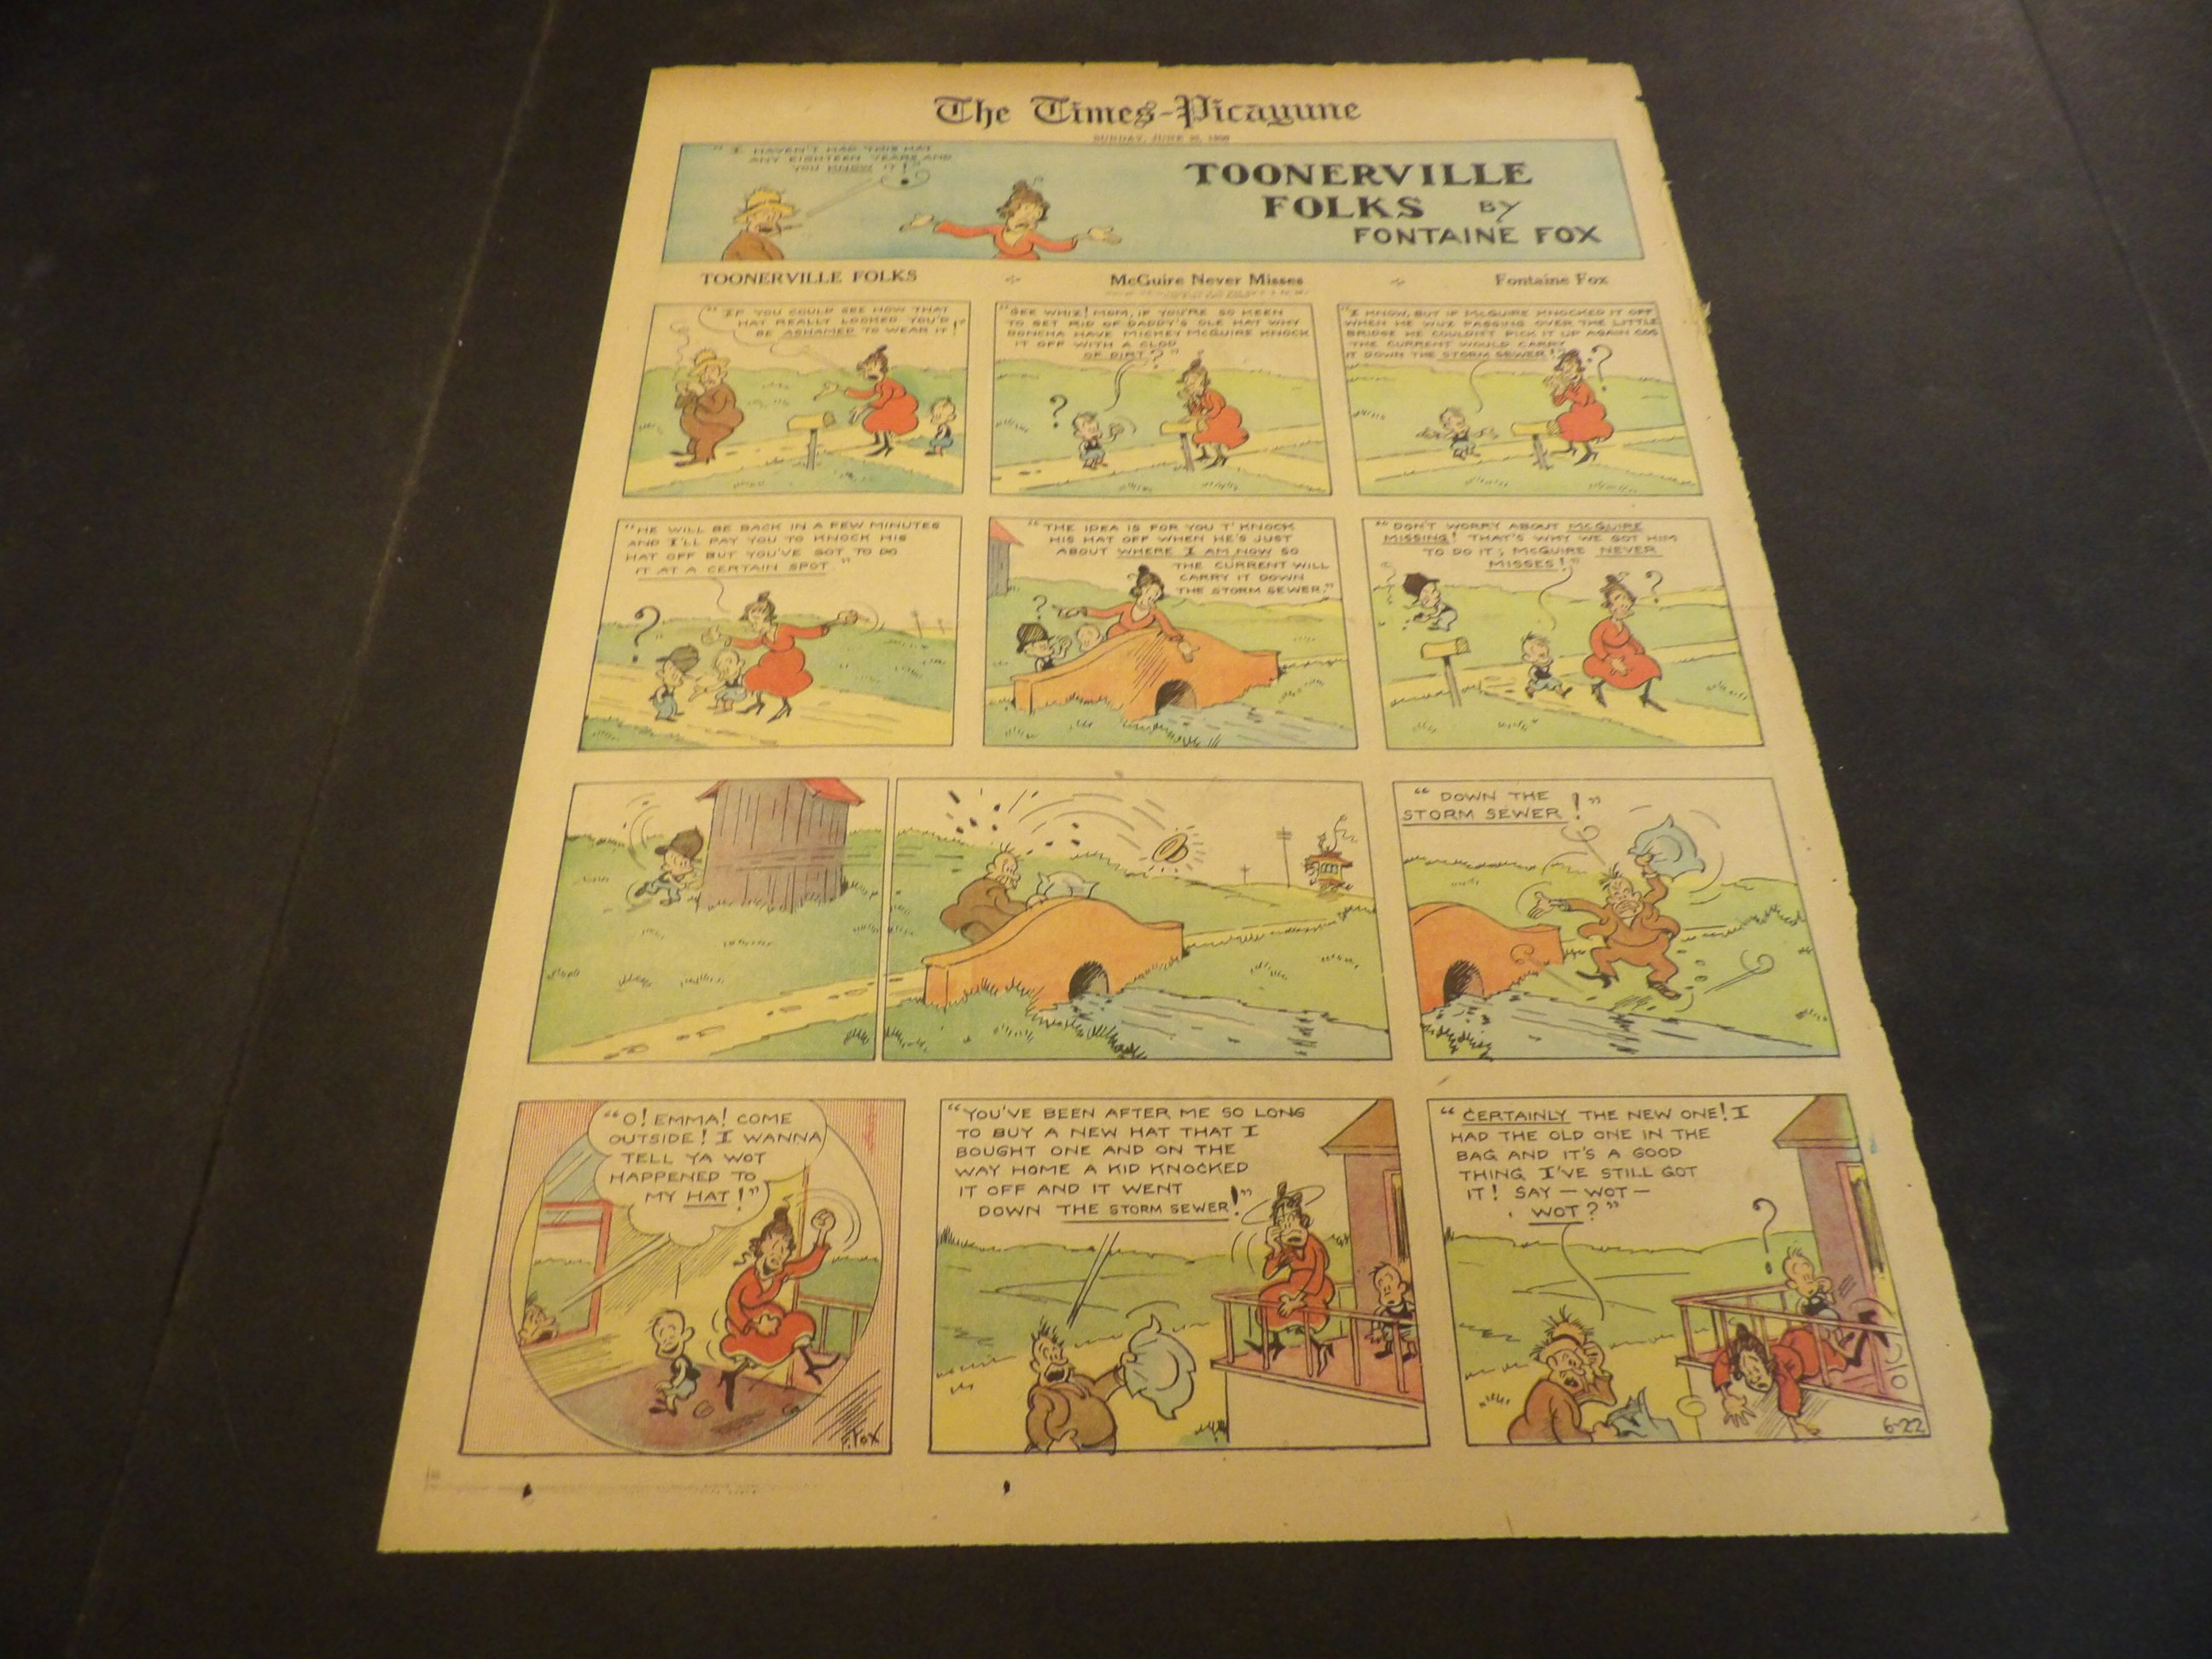 The Times-Picayune
SUNDAY, JUNE
" I HAVEN'T HAD THIS HAT
ANY EIGHTEEN YEARS AND
YOU KNOW IT! "
TOONERVILLE
FOLKS BY
FONTAINE FOX
TOONERVILLE FOLKS McGuire Never Misses Fontaine Fox
" IF YOU COULD SEE HOW THAT
HAT REALLY LOOKED YOU'D
BE ASHAMED TO WEAR IT! "
"GEE WHIZ! MOM, IF YOU'RE SO KEEN
TO GET RID OF DADDY'S OLE HAT WHY
DONCHA HAVE MICKEY McGUIRE KNOCK
IT OFF WITH A CLOD
OF DIRT? "
"I KNOW, BUT IF McGUIRE KNOCKED IT OFF
WHEN HE WUZ PASSING OVER THE LITTLE
BRIDGE HE COULDN'T PICK IT UP AGAIN COS
THE CURRENT WOULD CARRY
IT DOWN THE STORM SEWER! "
"HE WILL BE BACK IN A FEW MINUTES
AND I'LL PAY YOU TO KNOCK HIS
HAT OFF BUT YOU'VE GOT TO DO
IT AT A CERTAIN SPOT "
?
" THE IDEA IS FOR YOU T' KNOCK
HIS HAT OFF WHEN HE'S JUST
ABOUT WHERE I AM NOW SO
THE CURRENT WILL
CARRY IT DOWN
THE STORM SEWER."
?
" DON'T WORRY ABOUT McGUIRE
MISSING! THAT'S WHY WE GOT HIM
TO DO IT; McGUIRE NEVER
MISSES! "
?
" DOWN THE
STORM SEWER! "
"O! EMMA! COME
OUTSIDE! I WANNA
TELL YA WOT
HAPPENED TO
MY HAT!"
F. FOX
"YOU'VE BEEN AFTER ME SO LONG
TO BUY A NEW HAT THAT I
BOUGHT ONE AND ON THE
WAY HOME A KID KNOCKED
IT OFF AND IT WENT
DOWN THE STORM SEWER!"
" CERTAINLY THE NEW ONE! I
HAD THE OLD ONE IN THE
BAG AND IT'S A GOOD
THING I'VE STILL GOT
IT! SAY — WOT —
WOT? "
?
6-22